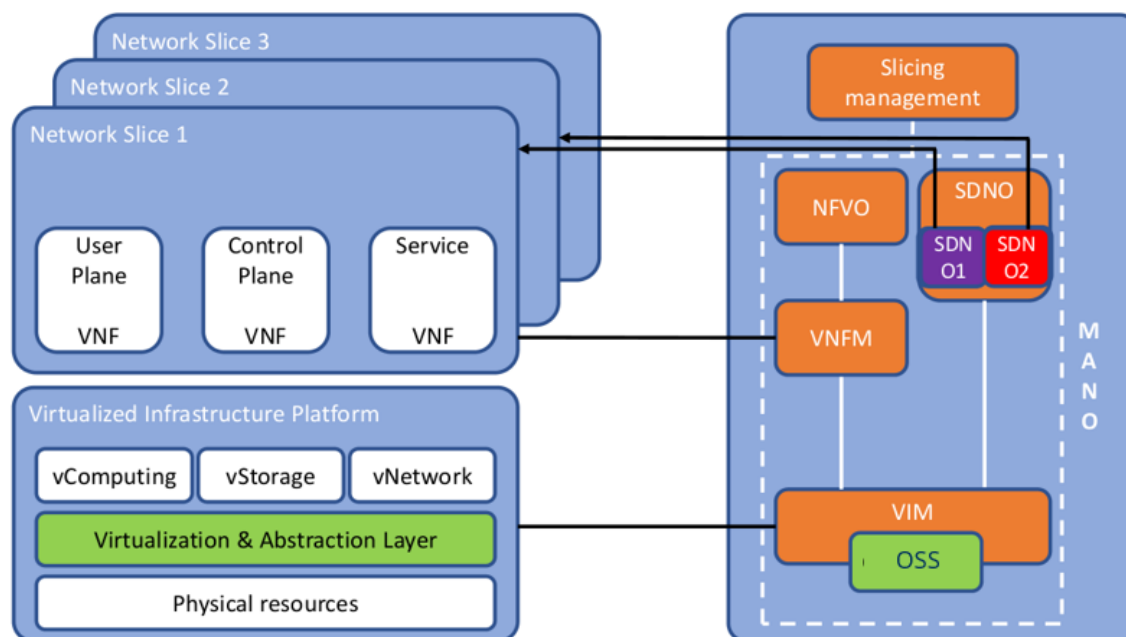 Network Slice 3
Network Slice 2
Network Slice 1
User
Plane
VNF
Control
Plane
VNF
Service
VNF
Virtualized Infrastructure Platform
vComputing
vStorage
vNetwork
Virtualization & Abstraction Layer
Physical resources
Slicing
management
NFVO
SDNO
SDN
O1
SDN
O2
VNFM
VIM
OSS
M
A
N
O